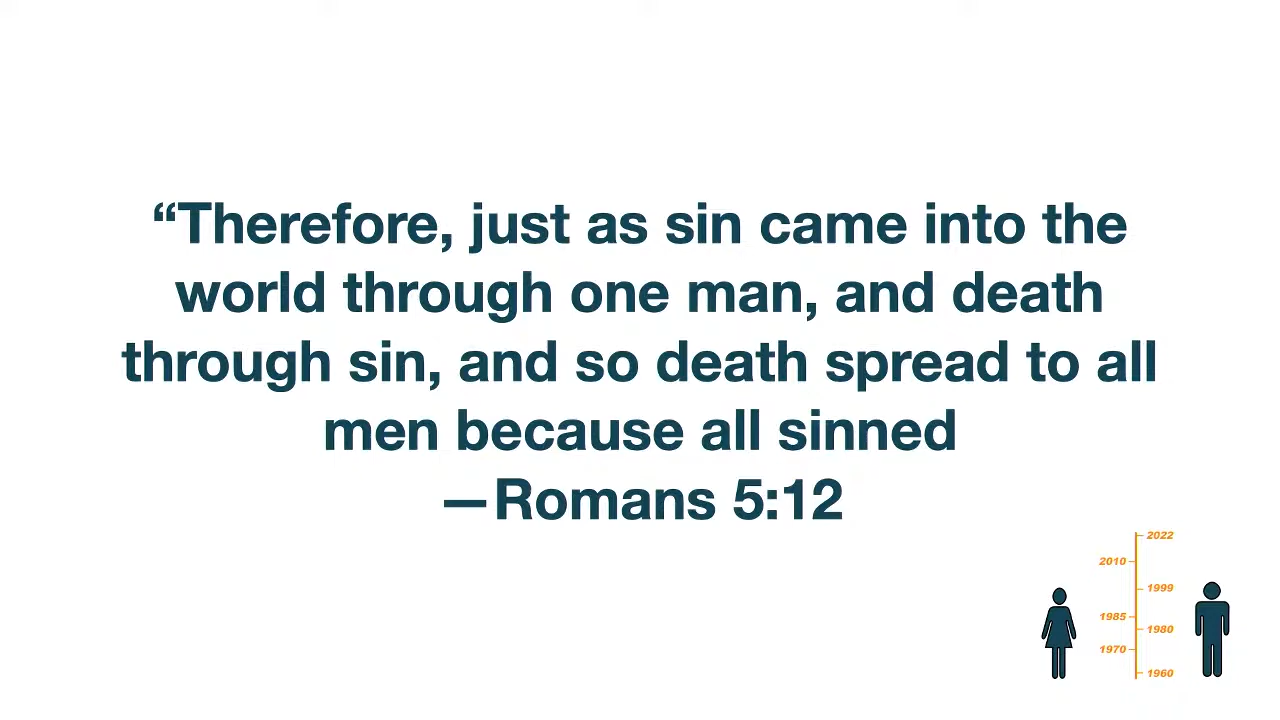 “Therefore, just as sin came into the
world through one man, and death
through sin, and so death spread to all
men because all sinned
—Romans 5:12
2022
2010
1999
1985
1980
1970
1960